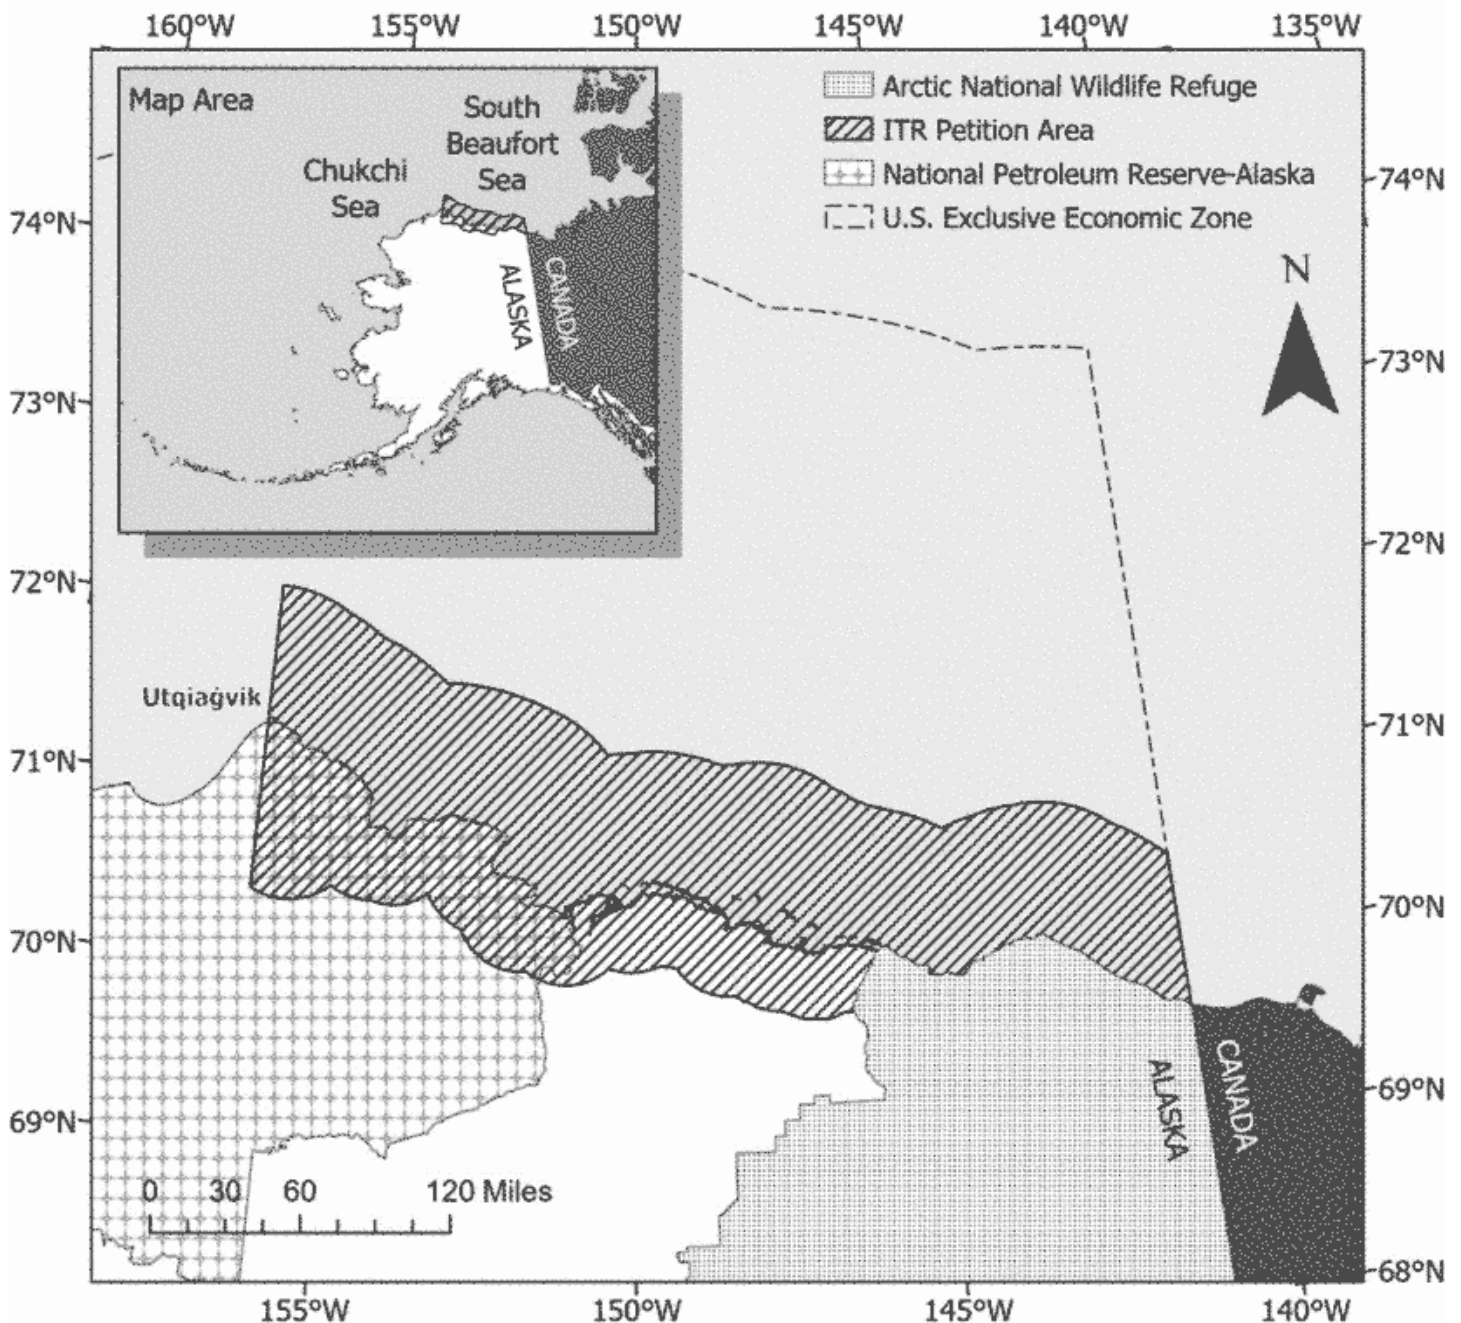 160°W 155°W 150°W 145°W 140°W 135°W
Map Area
South
Beaufort
Sea
Chukchi
Sea
ALASKA
CANADA
Arctic National Wildlife Refuge
ITR Petition Area
National Petroleum Reserve-Alaska
U.S. Exclusive Economic Zone
N
74°N
73°N
72°N
71°N
70°N
69°N
74°N
73°N
72°N
71°N
70°N
69°N
68°N
Utqiaġvik
ALASKA
CANADA
0 30 60 120 Miles
155°W 150°W 145°W 140°W